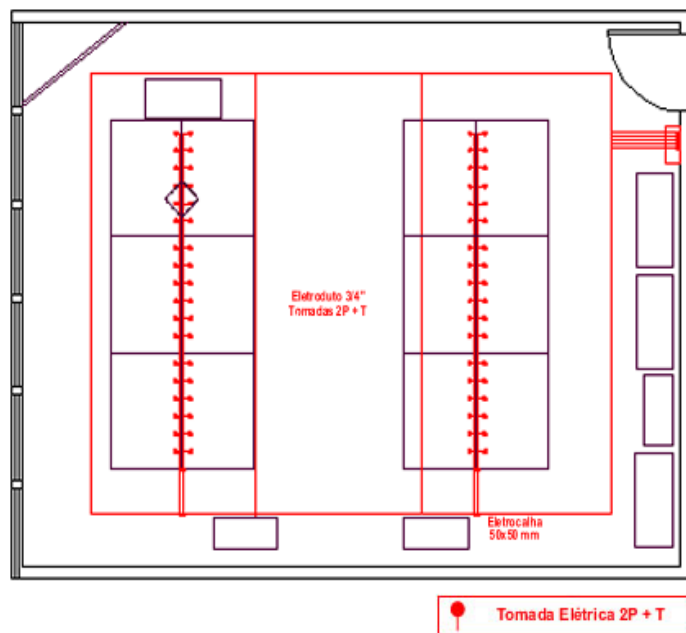 Eletroduto 3/4"
Tomadas 2P + T
Eletrocalha
50x50 mm
Tomada Elétrica 2P + T